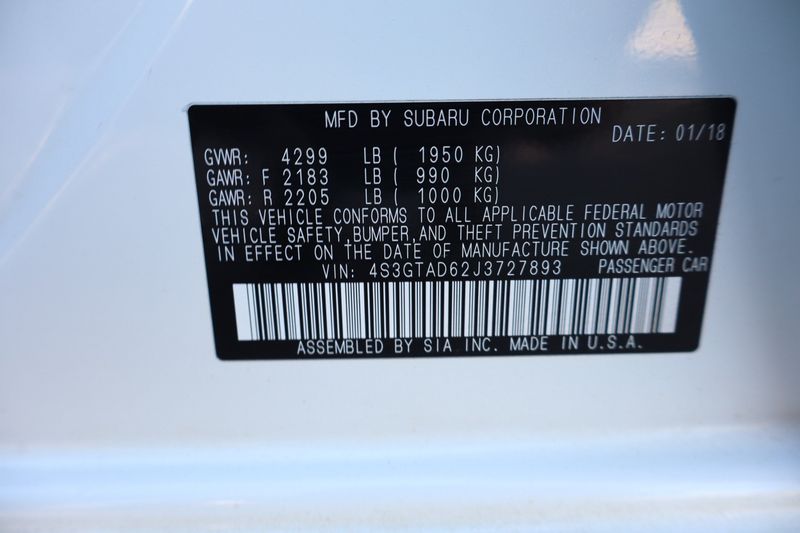 MFD BY SUBARU CORPORATION
DATE: 01/18
GVWR: 4299 LB ( 1950 KG)
GAWR: F 2183 LB ( 990 KG)
GAWR: R 2205 LB ( 1000 KG)
THIS VEHICLE CONFORMS TO ALL APPLICABLE FEDERAL MOTOR
VEHICLE SAFETY, BUMPER, AND THEFT PREVENTION STANDARDS
IN EFFECT ON THE DATE OF MANUFACTURE SHOWN ABOVE.
VIN: 4S3GTAD62J3727893 PASSENGER CAR
ASSEMBLED BY SIA INC. MADE IN U.S.A.